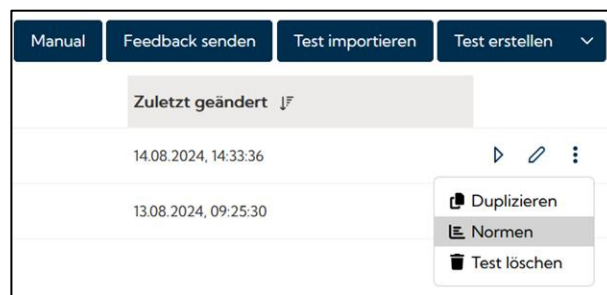 Manual Feedback senden Test importieren Test erstellen
Zuletzt geändert
14.08.2024, 14:33:36
13.08.2024, 09:25:30
Duplizieren
Normen
Test löschen